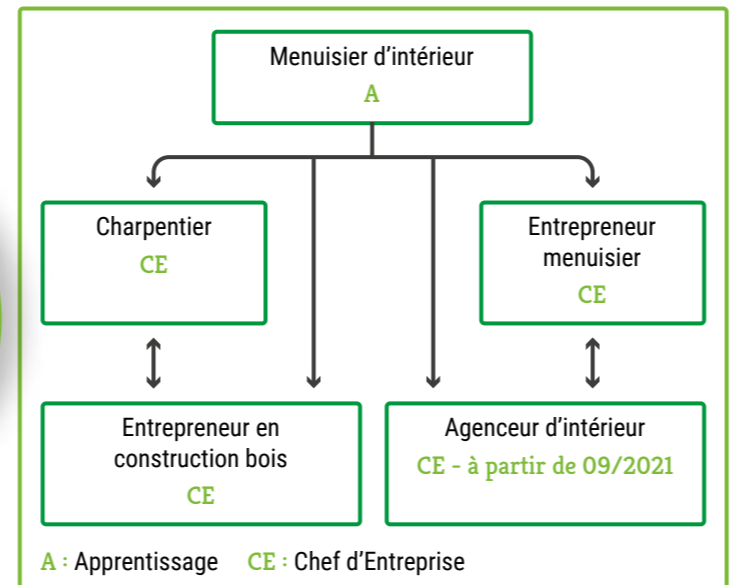 Menuisier d’intérieur
A
Charpentier
CE
Entrepreneur
menuisier
CE
Entrepreneur en
construction bois
CE
Agenceur d’intérieur
CE - à partir de 09/2021
A : Apprentissage CE : Chef d’Entreprise